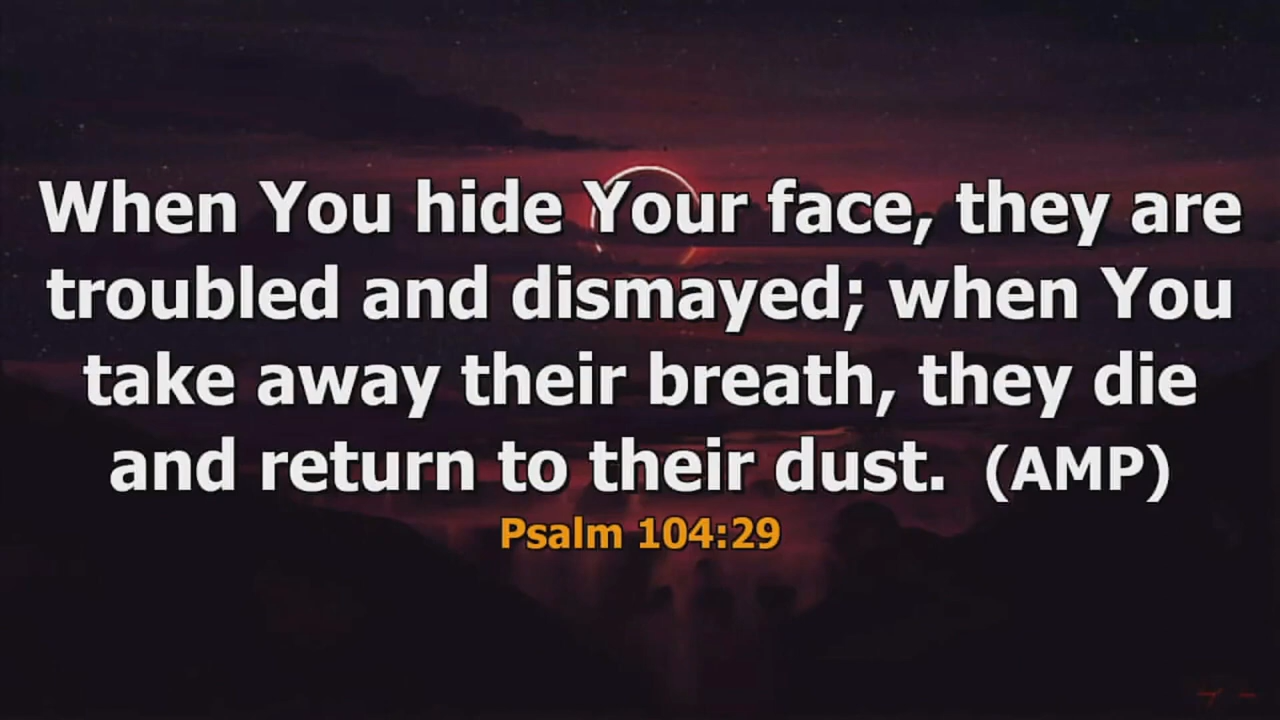 When You hide Your face, they are
troubled and dismayed; when You
take away their breath, they die
and return to their dust. (AMP)
Psalm 104:29